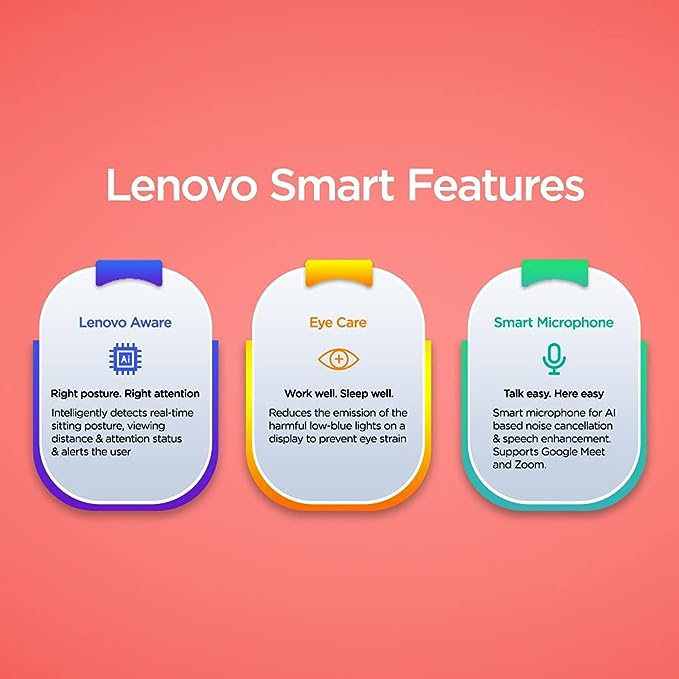 Lenovo Smart Features
Lenovo Aware
AI
Right posture. Right attention
Intelligently detects real-time
sitting posture, viewing
distance & attention status
& alerts the user
Eye Care
Work well. Sleep well.
Reduces the emission of the
harmful low-blue lights on a
display to prevent eye strain
Smart Microphone
Talk easy. Here easy
Smart microphone for AI
based noise cancellation
& speech enhancement.
Supports Google Meet
and Zoom.